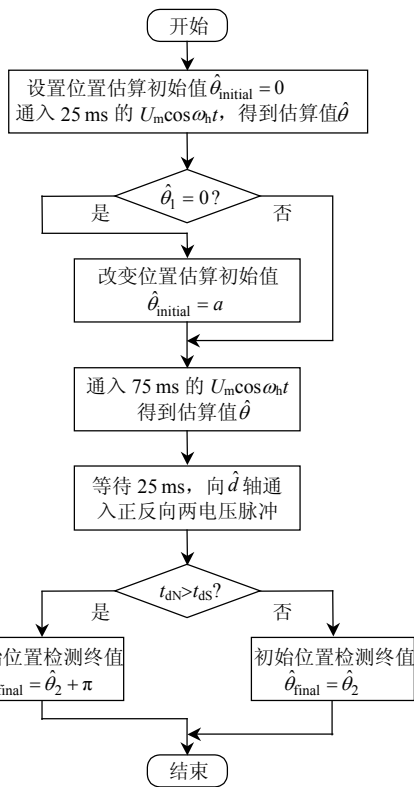 开始
设置位置估算初始值θ̂initial = 0
通入 25 ms 的 Umcosωht，得到估算值θ̂
θ̂1 = 0?
是
否
改变位置估算初始值
θ̂initial = a
通入 75 ms 的 Umcosωht
得到估算值θ̂
等待 25 ms，向 d̂ 轴通
入正反向两电压脉冲
tdN>tdS?
是
否
位置检测终值
final = θ̂2 + π
初始位置检测终值
θ̂final = θ̂2
结束